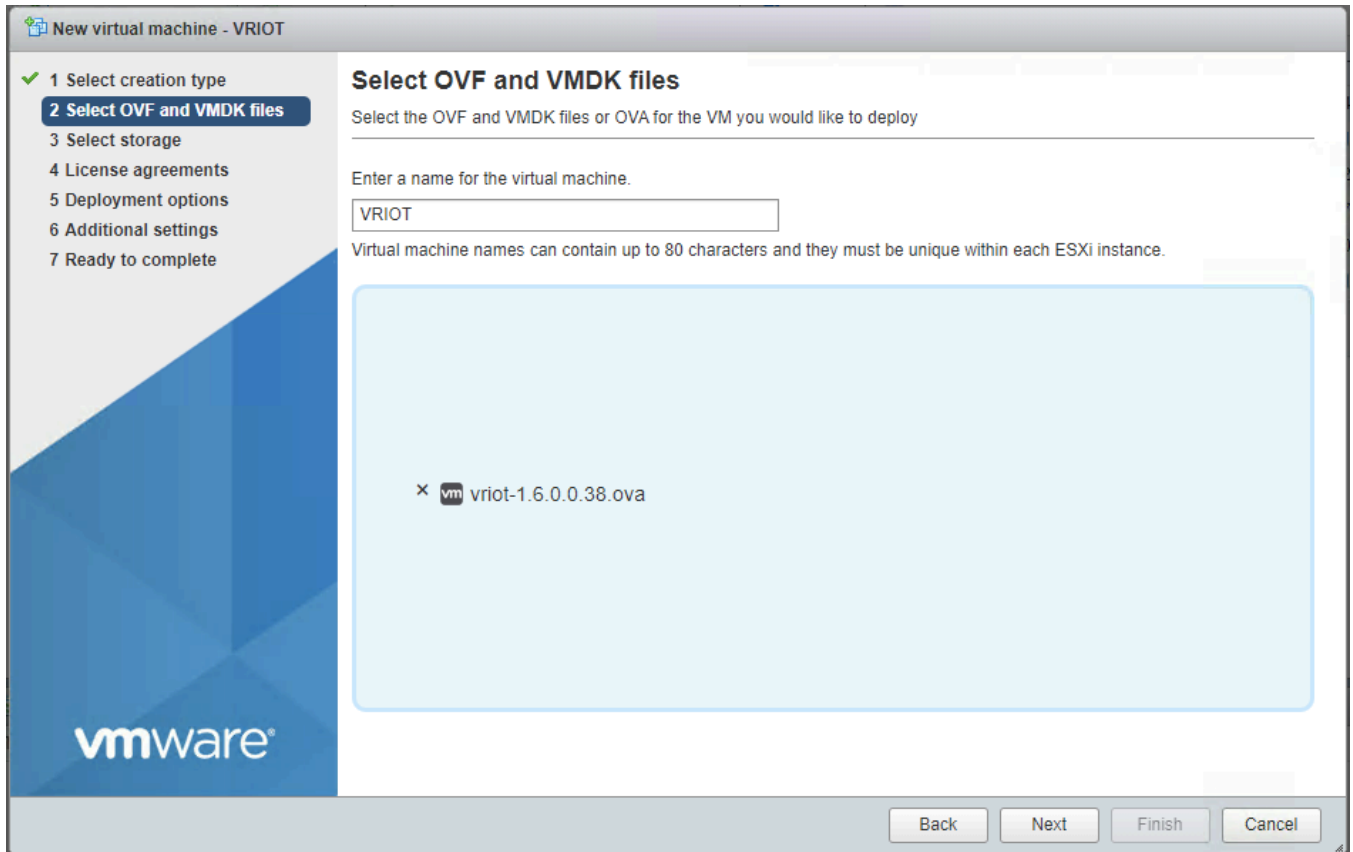 New virtual machine - VRIOT
1 Select creation type
2 Select OVF and VMDK files
3 Select storage
4 License agreements
5 Deployment options
6 Additional settings
7 Ready to complete
Select OVF and VMDK files
Select the OVF and VMDK files or OVA for the VM you would like to deploy
Enter a name for the virtual machine.
VRIOT
Virtual machine names can contain up to 80 characters and they must be unique within each ESXi instance.
× vm vriot-1.6.0.0.38.ova
vmware®
Back Next Finish Cancel